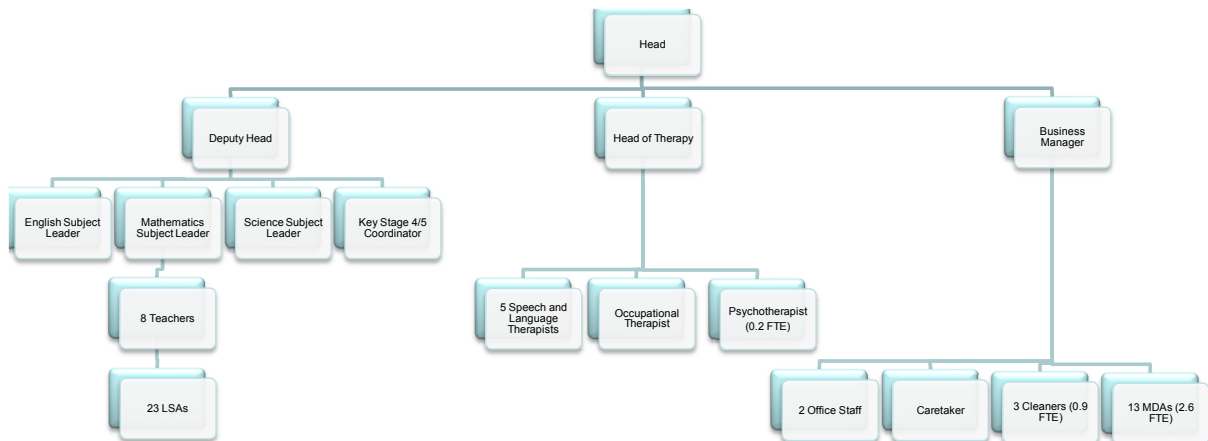 Head
Deputy Head
Head of Therapy
Business
Manager
English Subject
Leader
Mathematics
Subject Leader
Science Subject
Leader
Key Stage 4/5
Coordinator
8 Teachers
23 LSAs
5 Speech and
Language
Therapists
Occupational
Therapist
Psychotherapist
(0.2 FTE)
2 Office Staff
Caretaker
3 Cleaners (0.9
FTE)
13 MDAs (2.6
FTE)